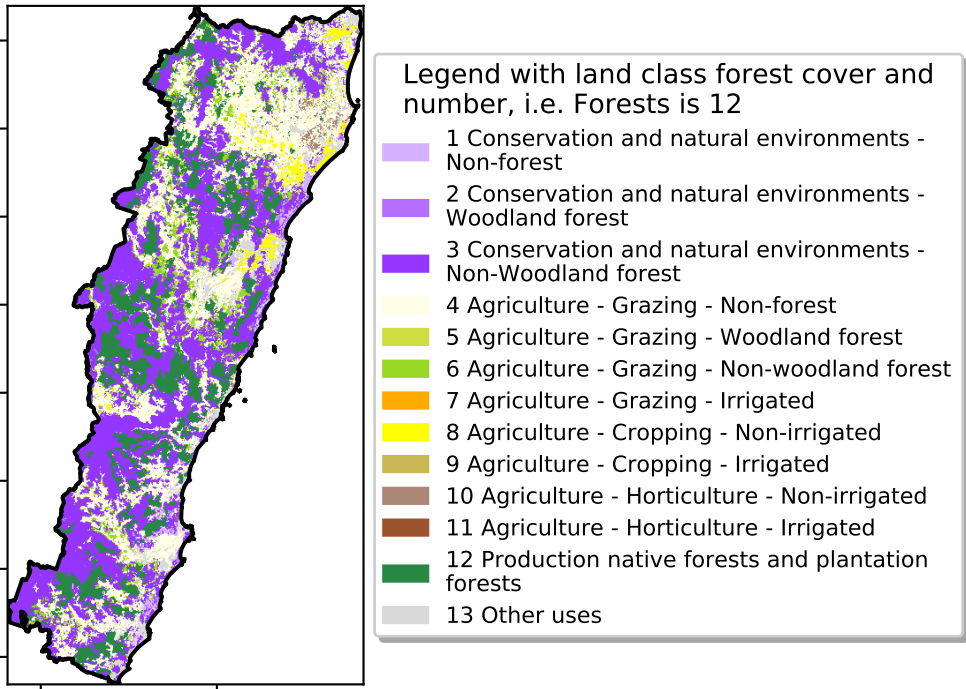 Legend with land class forest cover and
number, i.e. Forests is 12
1 Conservation and natural environments -
Non-forest
2 Conservation and natural environments -
Woodland forest
3 Conservation and natural environments -
Non-Woodland forest
4 Agriculture - Grazing - Non-forest
5 Agriculture - Grazing - Woodland forest
6 Agriculture - Grazing - Non-woodland forest
7 Agriculture - Grazing - Irrigated
8 Agriculture - Cropping - Non-irrigated
9 Agriculture - Cropping - Irrigated
10 Agriculture - Horticulture - Non-irrigated
11 Agriculture - Horticulture - Irrigated
12 Production native forests and plantation
forests
13 Other uses